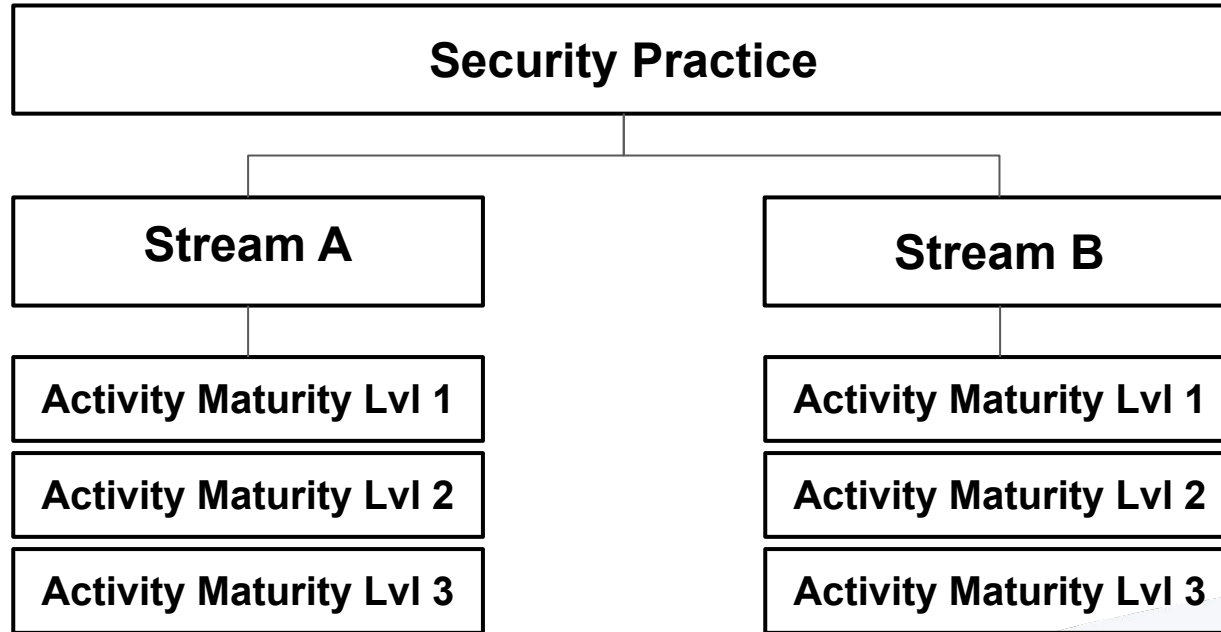 Security Practice
Stream A
Stream B
Activity Maturity Lvl 1
Activity Maturity Lvl 1
Activity Maturity Lvl 2
Activity Maturity Lvl 2
Activity Maturity Lvl 3
Activity Maturity Lvl 3